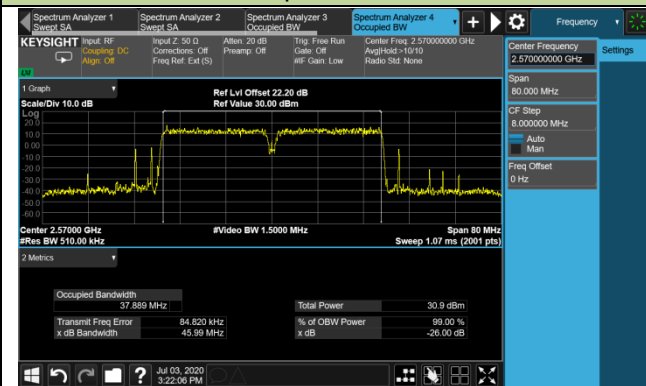 Spectrum Analyzer 1
Swept SA
Spectrum Analyzer 2
Swept SA
Spectrum Analyzer 3
Occupied BW
Spectrum Analyzer 4
Occupied BW
Frequency
KEYSIGHT
Input: RF
Coupling: DC
Align: Off
Input Z: 50 Ω
Corrections: Off
Freq Ref: Ext (S)
Atten: 20 dB
Preamp: Off
Trig: Free Run
Gate: Off
#IF Gain: Low
Center Freq: 2.570000000 GHz
Avg|Hold:>10/10
Radio Std: None
Center Frequency
2.570000000 GHz
Settings
Span
80.000 MHz
CF Step
8.000000 MHz
Auto
Man
Freq Offset
0 Hz
1 Graph
Scale/Div 10.0 dB
Ref Lvl Offset 22.20 dB
Ref Value 30.00 dBm
Log
20.0
10.0
0.00
-10.0
-20.0
-30.0
-40.0
-50.0
-60.0
Center 2.57000 GHz
#Res BW 510.00 kHz
#Video BW 1.5000 MHz
Span 80 MHz
Sweep 1.07 ms (2001 pts)
2 Metrics
Occupied Bandwidth
37.889 MHz
Total Power 30.9 dBm
Transmit Freq Error 84.820 kHz
% of OBW Power 99.00 %
x dB Bandwidth 45.99 MHz
x dB -26.00 dB
?
Jul 03, 2020
3:22:06 PM